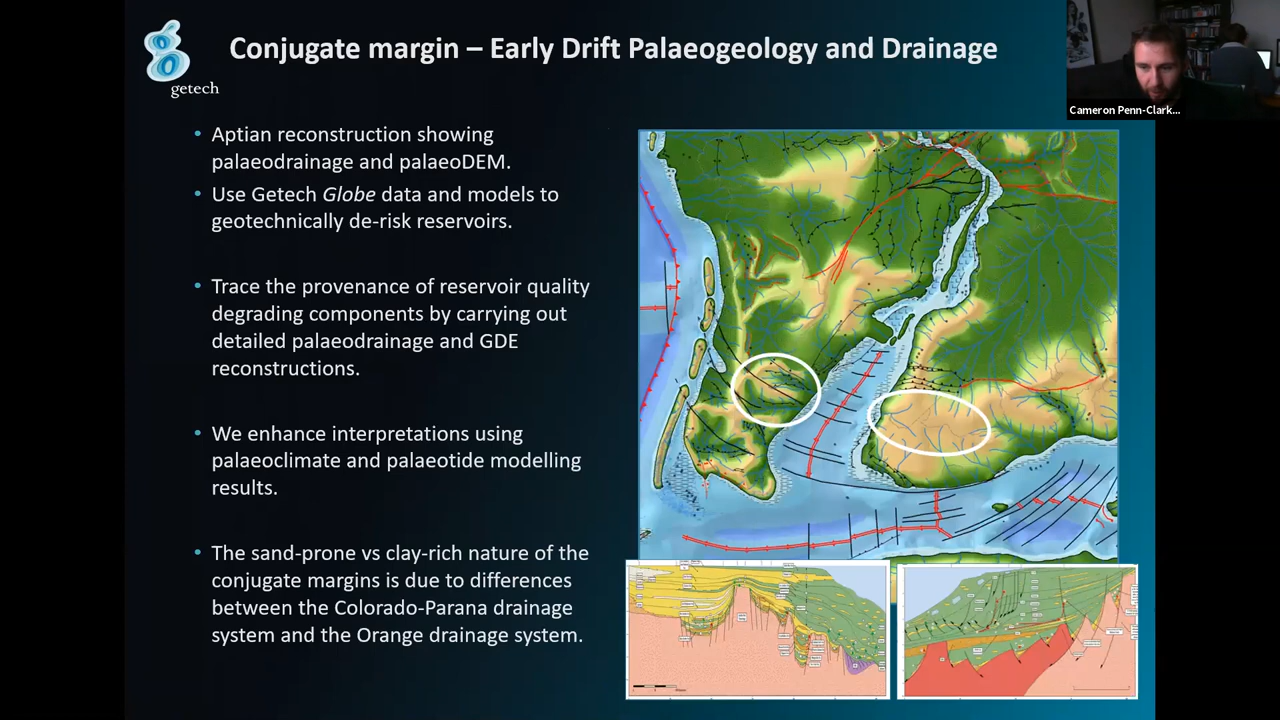 Conjugate margin – Early Drift Palaeogeology and Drainage
getech
Cameron Penn-Clark...
• Aptian reconstruction showing
palaeodrainage and palaeoDEM.
• Use Getech Globe data and models to
geotechnically de-risk reservoirs.
• Trace the provenance of reservoir quality
degrading components by carrying out
detailed palaeodrainage and GDE
reconstructions.
• We enhance interpretations using
palaeoclimate and palaeotide modelling
results.
• The sand-prone vs clay-rich nature of the
conjugate margins is due to differences
between the Colorado-Parana drainage
system and the Orange drainage system.